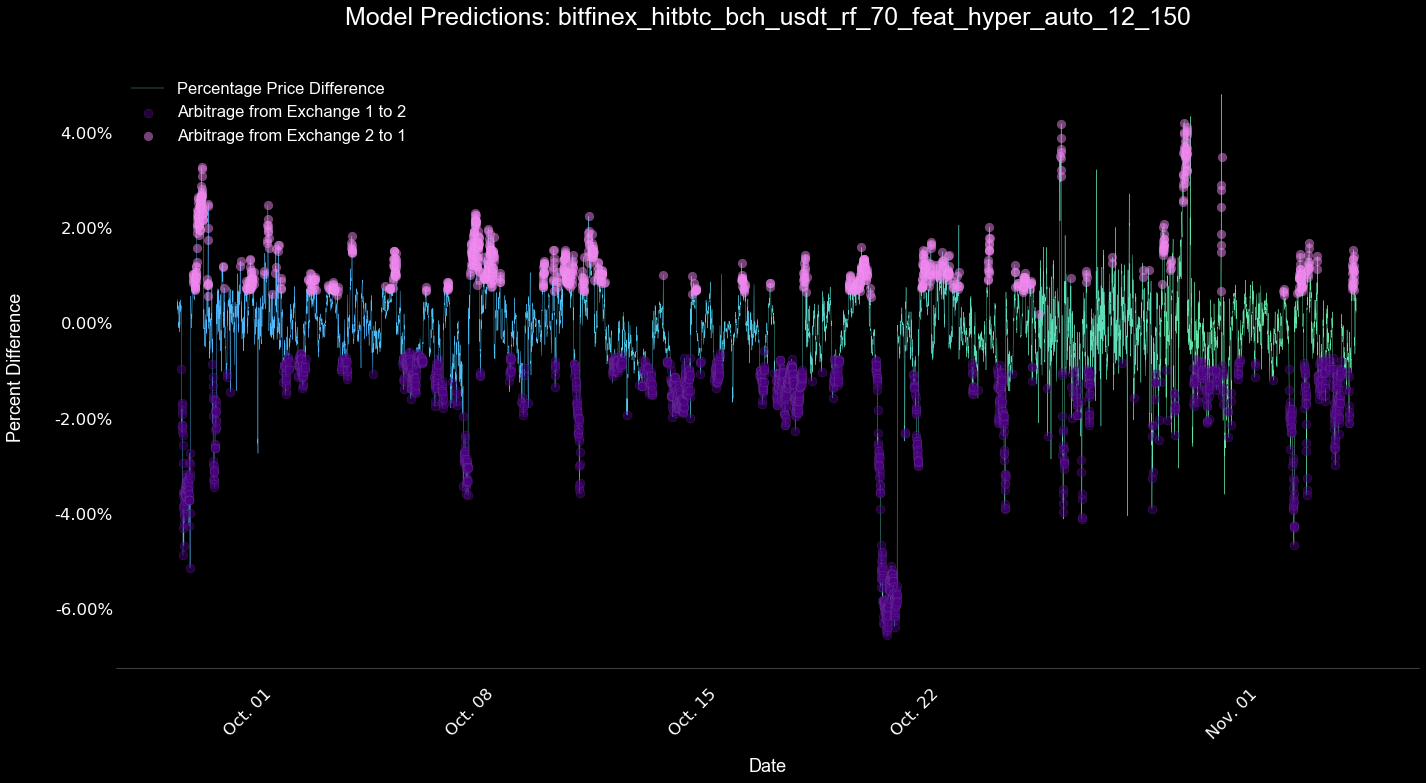 Model Predictions: bitfinex_hitbtc_bch_usdt_rf_70_feat_hyper_auto_12_150
Percentage Price Difference
Arbitrage from Exchange 1 to 2
Arbitrage from Exchange 2 to 1
4.00%
2.00%
0.00%
-2.00%
-4.00%
-6.00%
Percent Difference
Oct. 01
Oct. 08
Oct. 15
Oct. 22
Nov. 01
Date